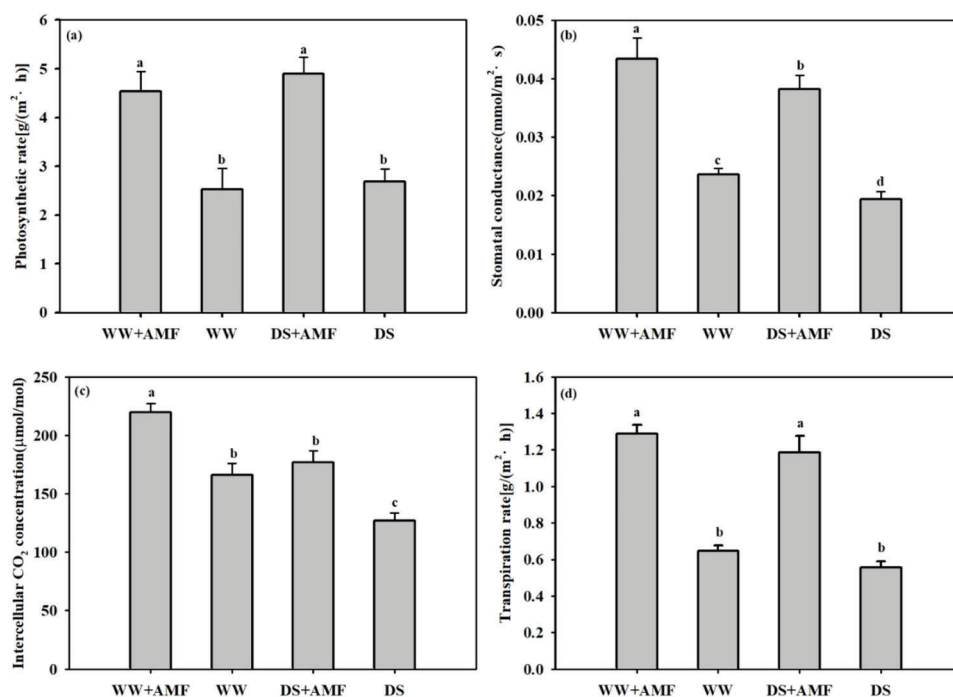 (a)
Photosynthetic rate[g/(m²· h)]
6
5
4
3
2
1
0
a
b
a
b
WW+AMF WW DS+AMF DS
(b)
Stomatal conductance(mmol/m²· s)
0.05
0.04
0.03
0.02
0.01
0.00
a
c
b
d
WW+AMF WW DS+AMF DS
(c)
Intercellular CO₂ concentration(μmol/mol)
250
200
150
100
50
0
a
b
b
c
WW+AMF WW DS+AMF DS
(d)
Transpiration rate[g/(m²· h)]
1.6
1.4
1.2
1.0
0.8
0.6
0.4
0.2
0.0
a
b
a
b
WW+AMF WW DS+AMF DS